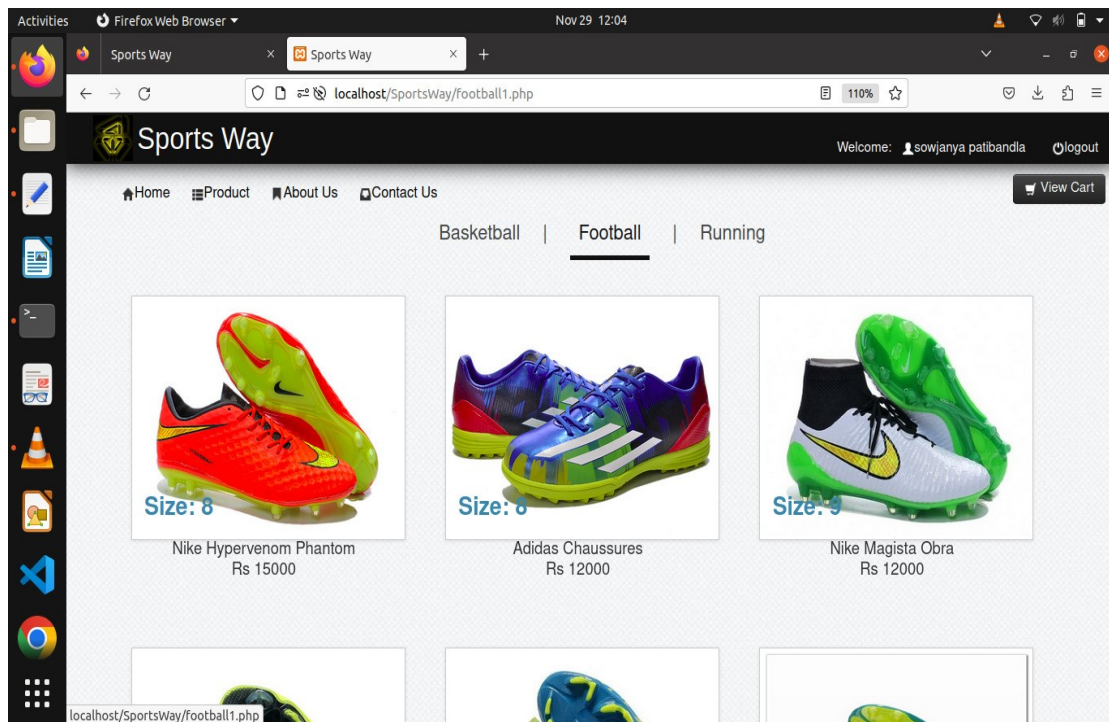 Activities Firefox Web Browser Nov 29 12:04
Sports Way Sports Way
localhost/SportsWay/football1.php 110%
Sports Way
Welcome: sowjanya patibandla logout
Home Product About Us Contact Us View Cart
Basketball | Football | Running
Size: 8 Size: 8 Size: 9
Nike Hypervenom Phantom Adidas Chaussures Nike Magista Obra
Rs 15000 Rs 12000 Rs 12000
localhost/SportsWay/football1.php